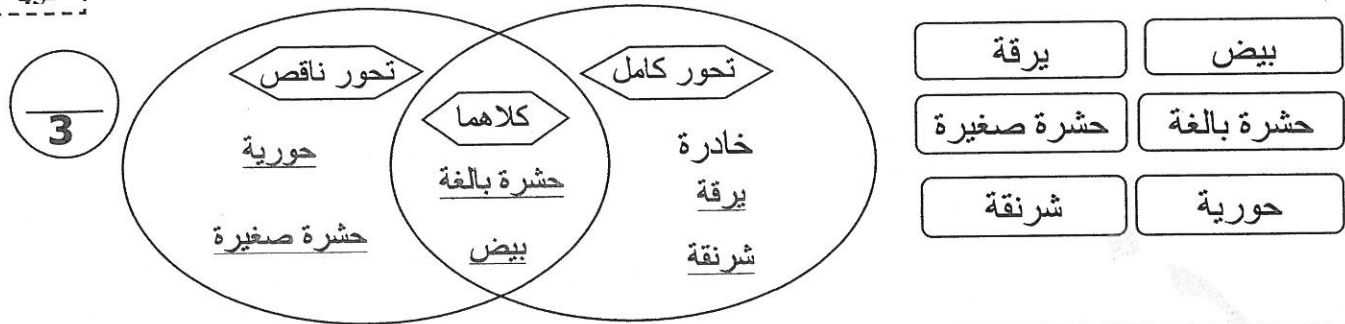 بيض
يرقة
حشرة بالغة
حشرة صغيرة
حورية
شرنقة
تحور كامل
خادرة
يرقة
شرنقة
كلاهما
حشرة بالغة
بيض
تحور ناقص
حورية
حشرة صغيرة
3